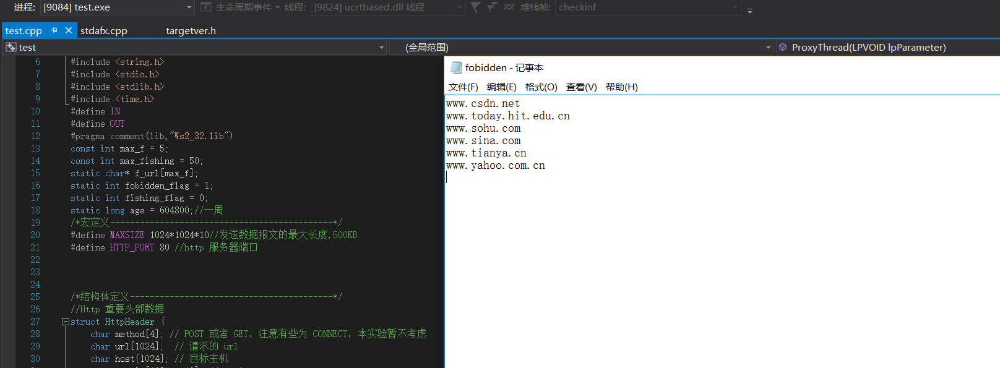 进程: [9084] test.exe 生命周期事件 线程: [9824] ucrtbased.dll 线程 堆栈帧: checkinf
test.cpp stdafx.cpp targetver.h
test (全局范围) ProxyThread(LPVOID lpParameter)
6 #include <string.h>
7 #include <stdio.h>
8 #include <stdlib.h>
9 #include <time.h>
10 #define IN
11 #define OUT
12 #pragma comment(lib,"Ws2_32.lib")
13 const int max_f = 5;
14 const int max_fishing = 50;
15 static char* f_url[max_f];
16 static int fobidden_flag = 1;
17 static int fishing_flag = 0;
18 static long age = 604800;//一周
19 /*宏定义---------------------------------------------*/
20 #define MAXSIZE 1024*1024*10//发送数据报文的最大长度,500KB
21 #define HTTP_PORT 80 //http 服务器端口
22
23
24
25 /*结构体定义-----------------------------------------*/
26 //Http 重要头部数据
27 struct HttpHeader {
28 char method[4]; // POST 或者 GET，注意有些为 CONNECT，本实验暂不考虑
29 char url[1024]; // 请求的 url
30 char host[1024]; // 目标主机
fobidden - 记事本
文件(F) 编辑(E) 格式(O) 查看(V) 帮助(H)
www.csdn.net
www.today.hit.edu.cn
www.sohu.com
www.sina.com
www.tianya.cn
www.yahoo.com.cn